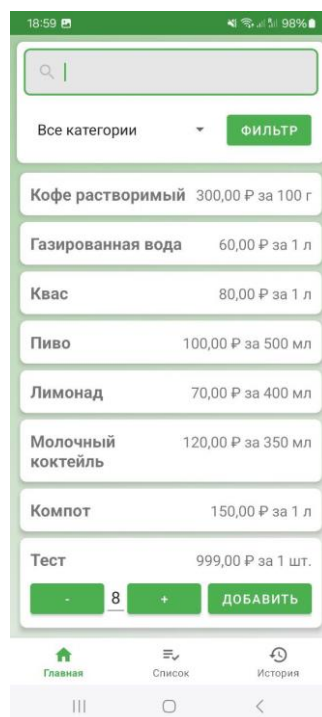 18:59 98%
Все категории ФИЛЬТР
Кофе растворимый 300,00 ₽ за 100 г
Газированная вода 60,00 ₽ за 1 л
Квас 80,00 ₽ за 1 л
Пиво 100,00 ₽ за 500 мл
Лимонад 70,00 ₽ за 400 мл
Молочный 120,00 ₽ за 350 мл
коктейль
Компот 150,00 ₽ за 1 л
Тест 999,00 ₽ за 1 шт.
- 8 + ДОБАВИТЬ
Главная Список История